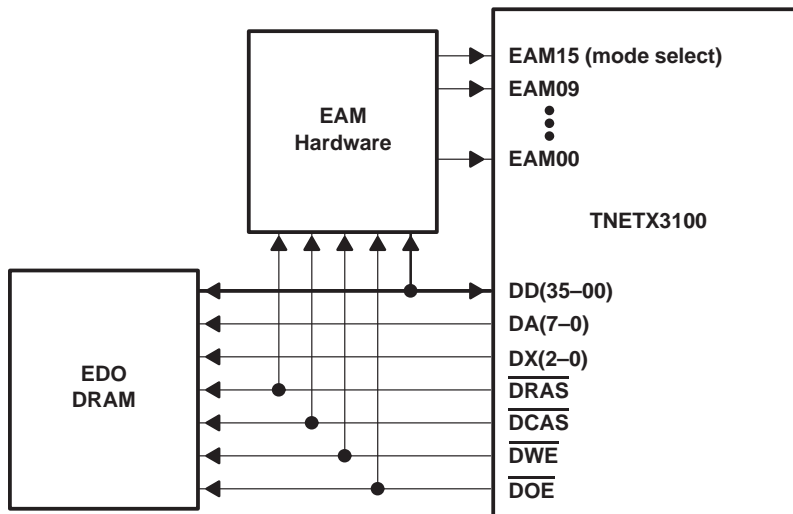 EAM
Hardware
EAM15 (mode select)
EAM09
EAM00
TNETX3100
EDO
DRAM
DD(35–00)
DA(7–0)
DX(2–0)
DRAS
DCAS
DWE
DOE